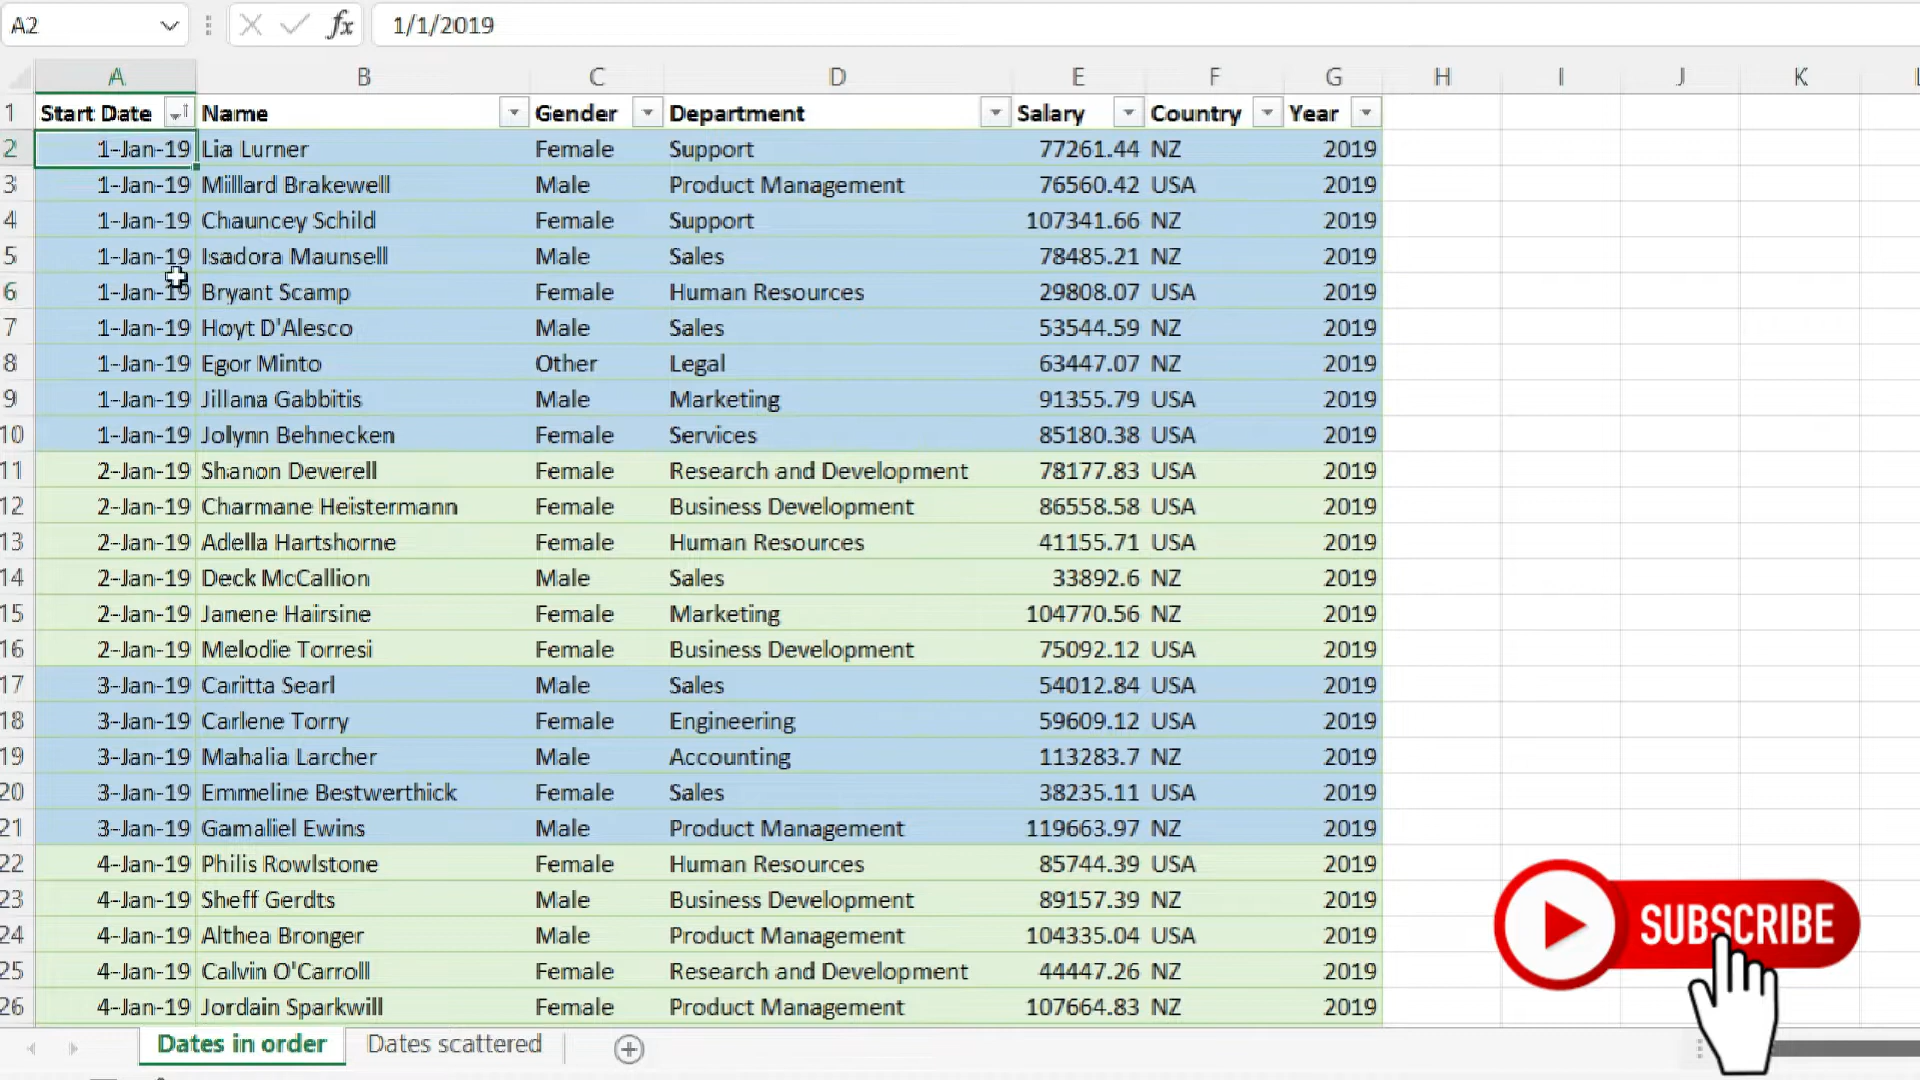 A2 fx 1/1/2019
A B C D E F G H I J K L
1 Start Date Name Gender Department Salary Country Year
2 1-Jan-19 Lia Lurner Female Support 77261.44 NZ 2019
3 1-Jan-19 Millard Brakewell Male Product Management 76560.42 USA 2019
4 1-Jan-19 Chauncey Schild Female Support 107341.66 NZ 2019
5 1-Jan-19 Isadora Maunsell Male Sales 78485.21 NZ 2019
6 1-Jan-19 Bryant Scamp Female Human Resources 29808.07 USA 2019
7 1-Jan-19 Hoyt D'Alesco Male Sales 53544.59 NZ 2019
8 1-Jan-19 Egor Minto Other Legal 63447.07 NZ 2019
9 1-Jan-19 Jillana Gabbitis Male Marketing 91355.79 USA 2019
10 1-Jan-19 Jolynn Behnecken Female Services 85180.38 USA 2019
11 2-Jan-19 Shanon Deverell Female Research and Development 78177.83 USA 2019
12 2-Jan-19 Charmane Heistermann Female Business Development 86558.58 USA 2019
13 2-Jan-19 Adella Hartshorne Female Human Resources 41155.71 USA 2019
14 2-Jan-19 Deck McCallion Male Sales 33892.6 NZ 2019
15 2-Jan-19 Janene Hairsine Female Marketing 104770.56 NZ 2019
16 2-Jan-19 Melodie Torresi Female Business Development 75092.12 USA 2019
17 3-Jan-19 Caritta Searl Male Sales 54012.84 USA 2019
18 3-Jan-19 Carlene Torry Female Engineering 59609.12 USA 2019
19 3-Jan-19 Mahalia Larcher Male Accounting 113283.7 NZ 2019
20 3-Jan-19 Emmeline Bestwerthick Female Sales 38235.11 USA 2019
21 3-Jan-19 Gamaliel Ewins Male Product Management 119663.97 NZ 2019
22 4-Jan-19 Philis Rowlstone Female Human Resources 85744.39 USA 2019
23 4-Jan-19 Sheff Gerdts Male Business Development 89157.39 NZ 2019
24 4-Jan-19 Althea Bronger Male Product Management 104335.04 USA 2019
25 4-Jan-19 Calvin O'Carroll Female Research and Development 44447.26 NZ 2019
26 4-Jan-19 Jordain Sparkwill Female Product Management 107664.83 NZ 2019
SUBSCRIBE
Dates in order Dates scattered